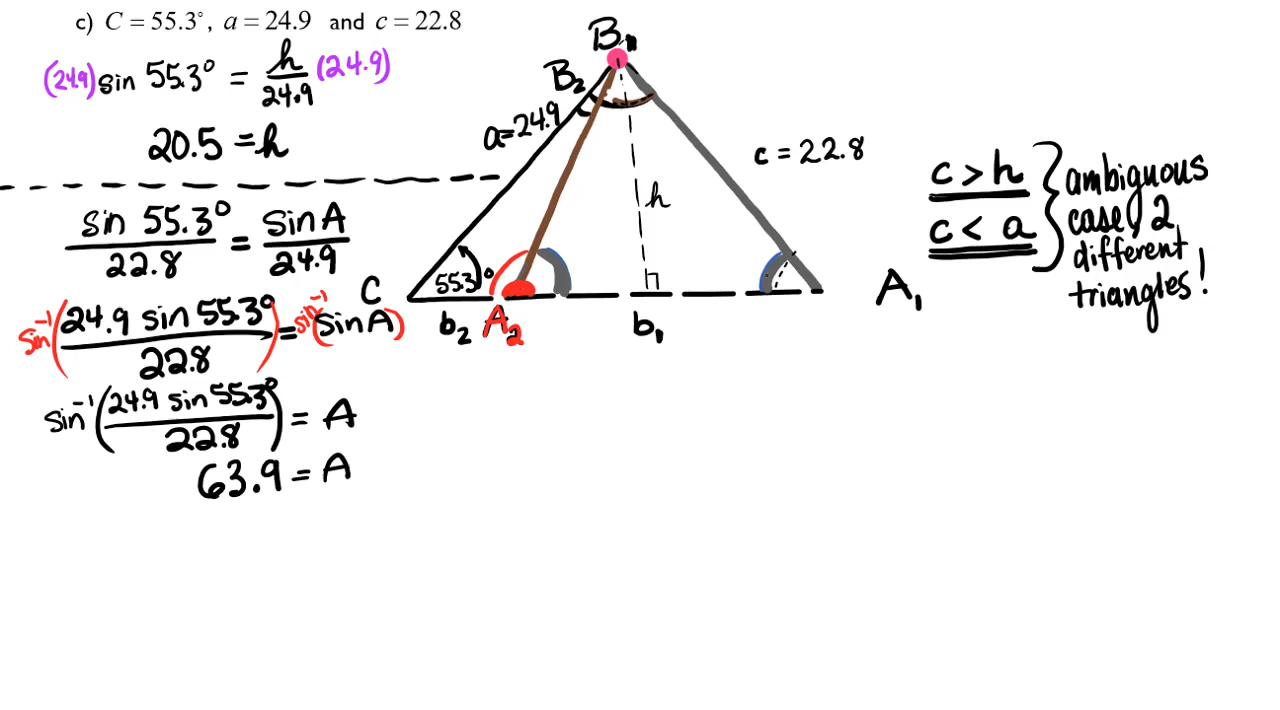 c) C = 55.3°, a = 24.9 and c = 22.8
(24.9) sin 55.3° = h/24.9 (24.9)
20.5 = h
sin 55.3°/22.8 = sin A/24.9
sin⁻¹(24.9 sin 55.3°/22.8) = sin⁻¹(sin A)
sin⁻¹(24.9 sin 55.3°/22.8) = A
63.9 = A
B₁
B₂
a = 24.9
c = 22.8
h
C
55.3°
A₁
b₂
A₂
b₁
c > h
c < a
ambiguous
case, 2
different
triangles!